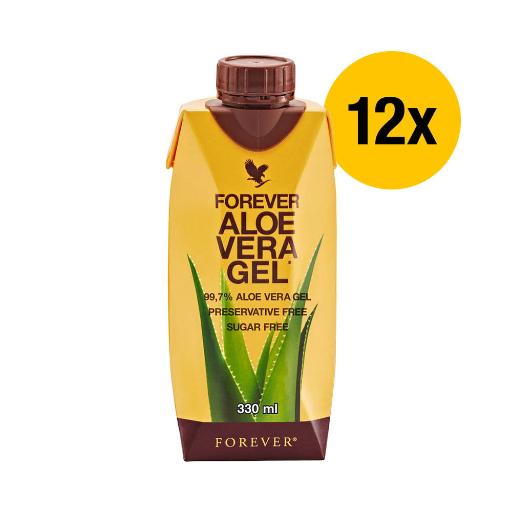 12x
FOREVER
ALOE
VERA
GEL®
99,7% ALOE VERA GEL
PRESERVATIVE FREE
SUGAR FREE
330 ml
FOREVER®